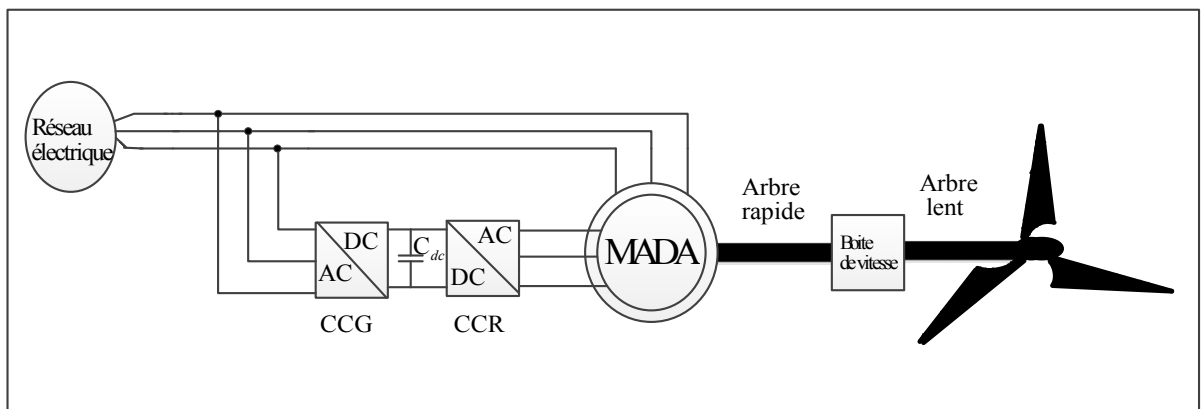 Réseau
électrique
DC
AC
C dc
AC
DC
CCG
CCR
MADA
Arbre
rapide
Boite
de vitesse
Arbre
lent